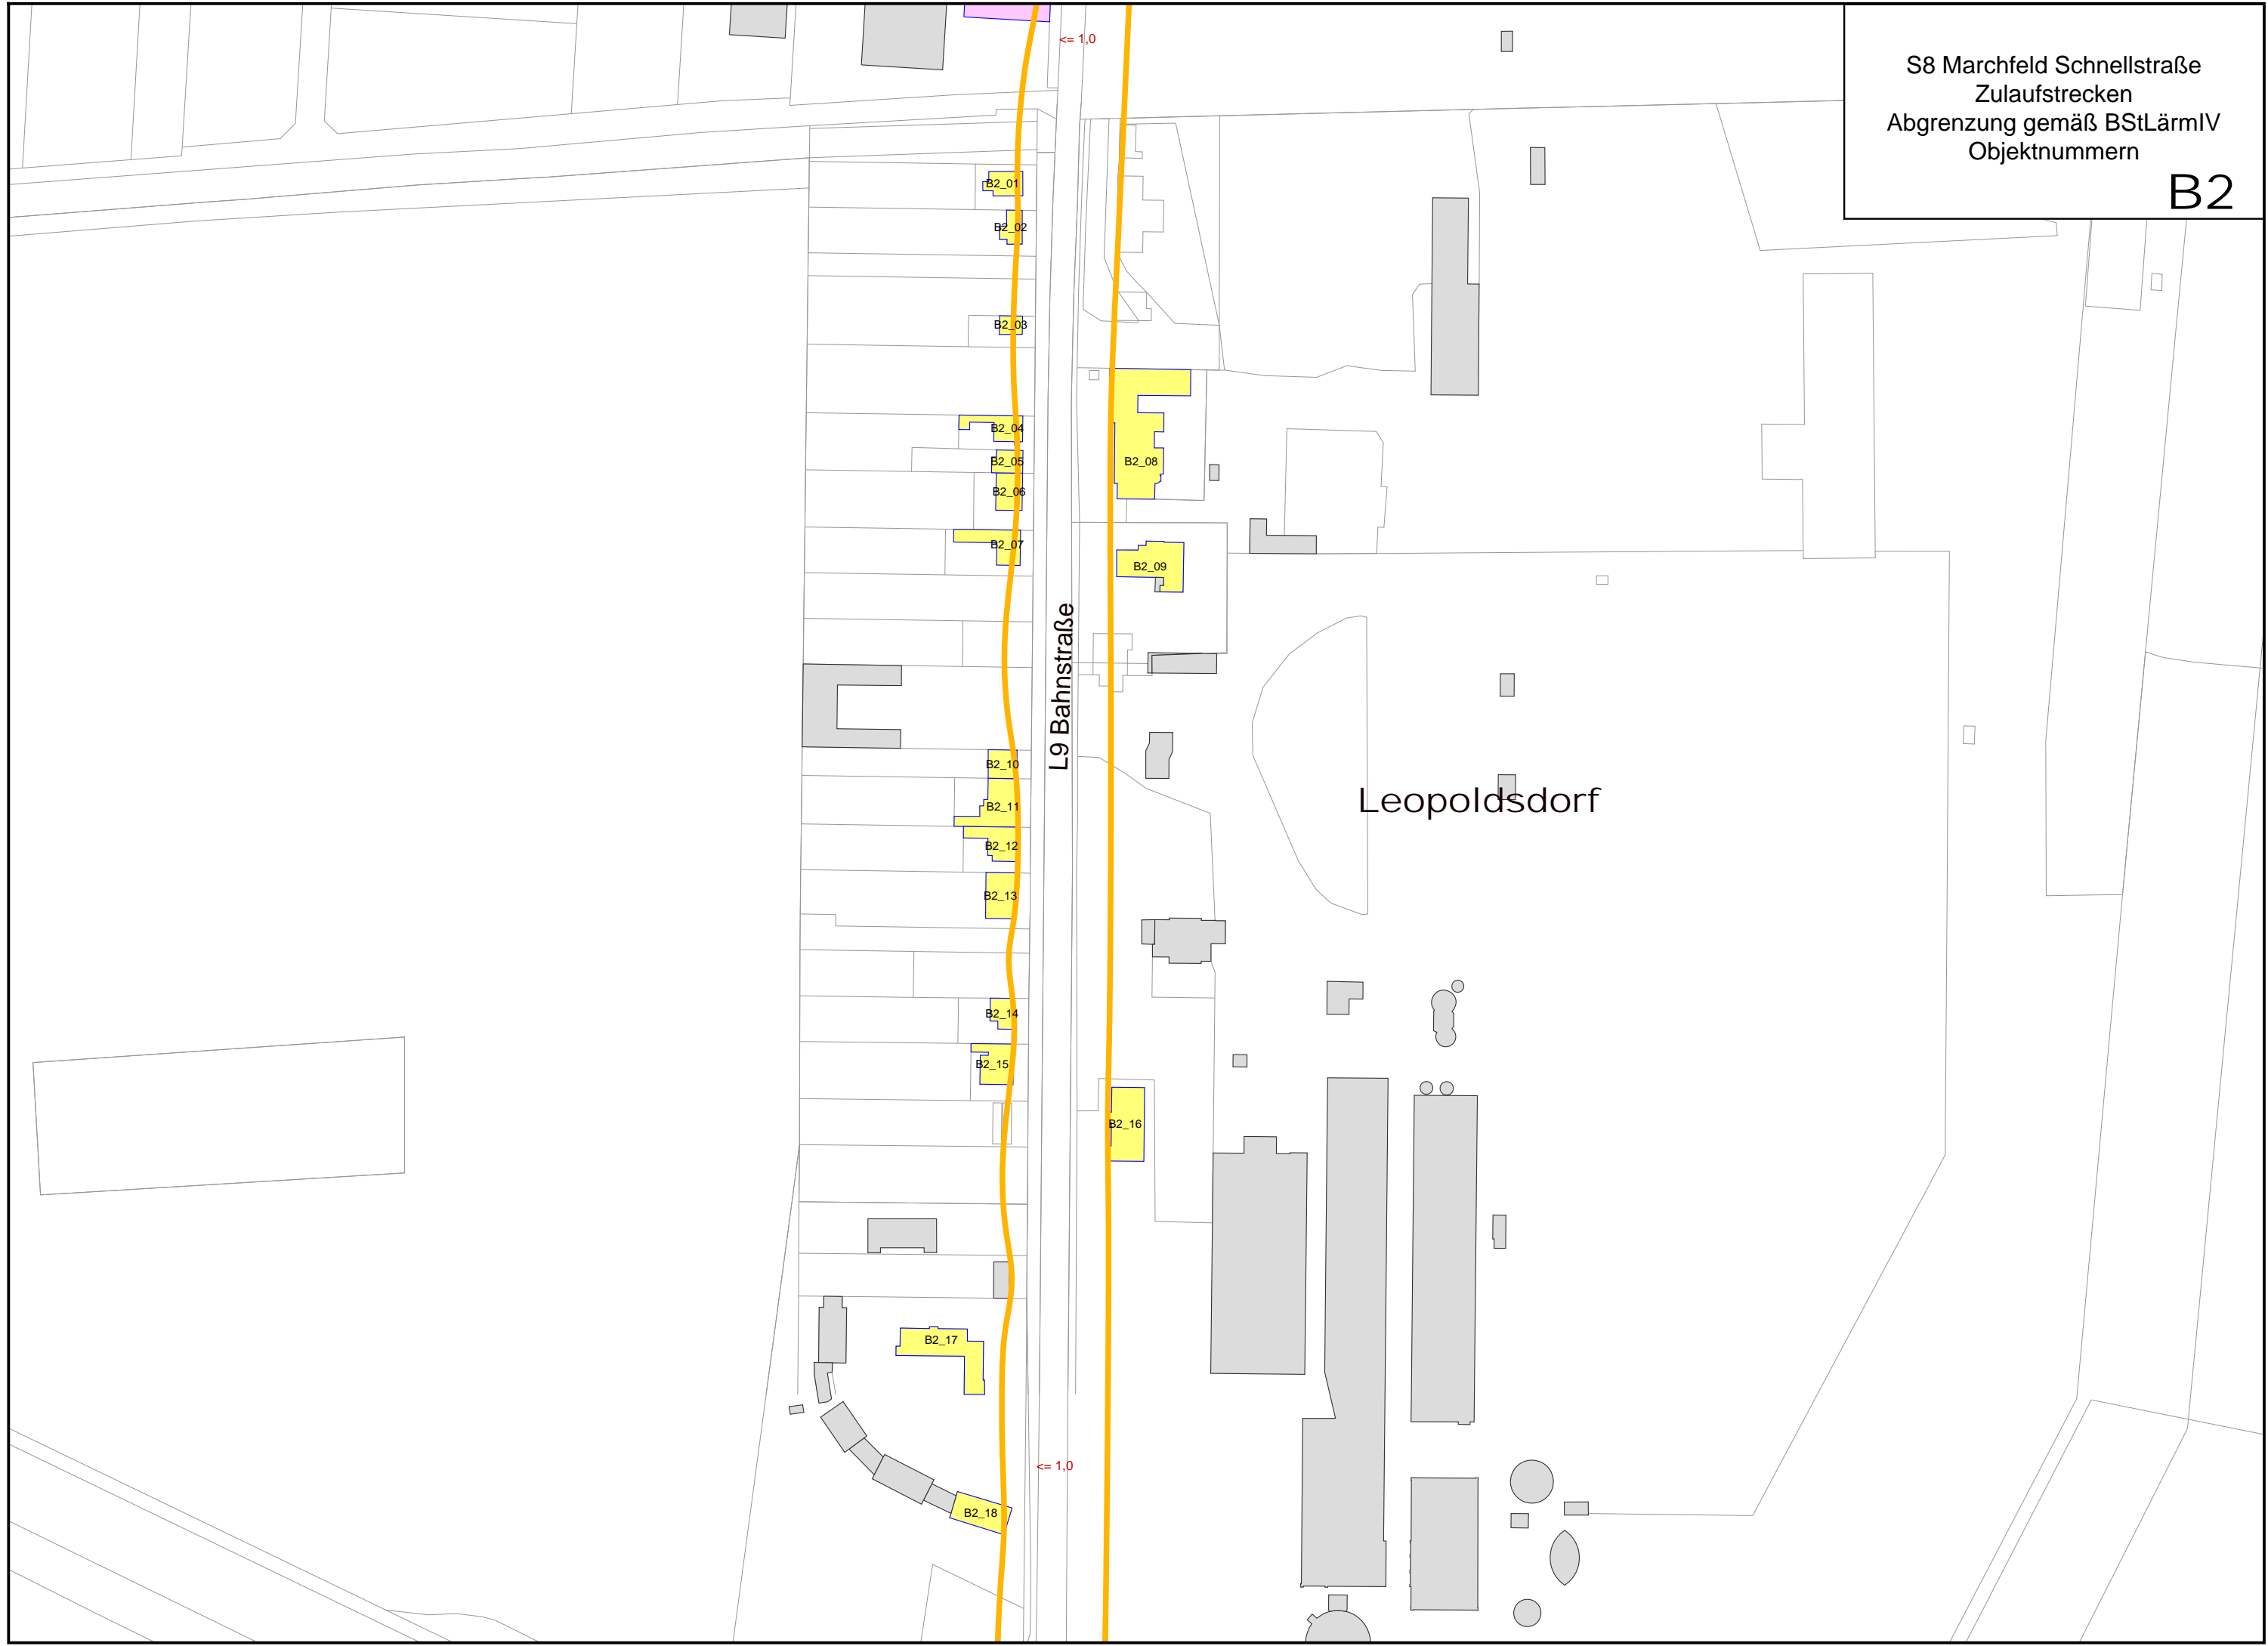 <= 1,0
S8 Marchfeld Schnellstraße
Zulaufstrecken
Abgrenzung gemäß BStLärmIV
Objektnummern
B2
B2_01
B2_02
B2_03
B2_04
B2_05
B2_06
B2_07
B2_08
B2_09
L9 Bahnstraße
B2_10
B2_11
B2_12
B2_13
Leopoldsdorf
B2_14
B2_15
B2_16
B2_17
<= 1,0
B2_18